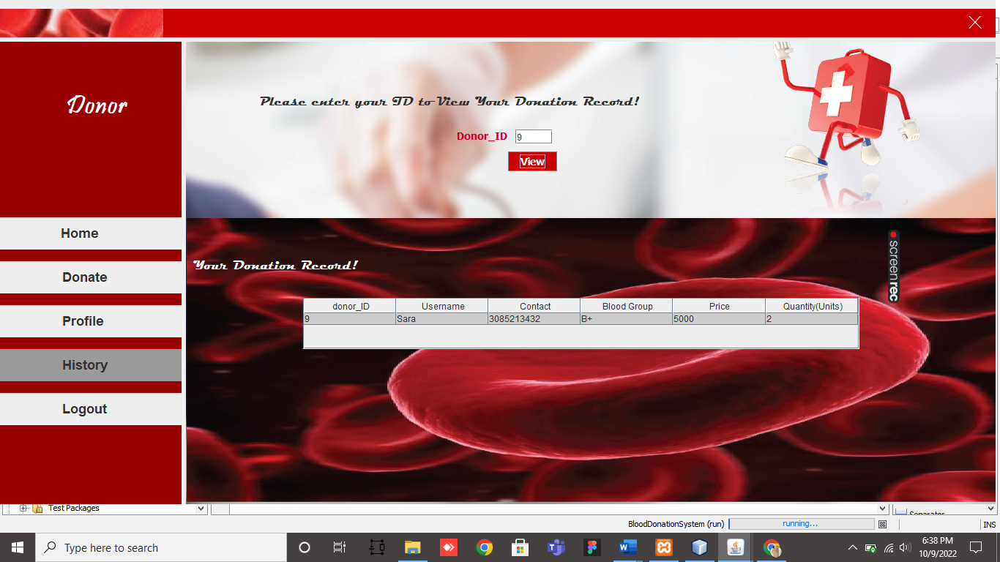 Donor
Please enter your ID to View Your Donation Record!
Donor_ID 9
View
Home
Donate
Profile
History
Logout
Your Donation Record!
screenrec
donor_ID Username Contact Blood Group Price Quantity(Units)
9 Sara 3085213432 B+ 5000 2
Test Packages
Separator
BloodDonationSystem (run) running... INS
Type here to search
6:38 PM
10/9/2022